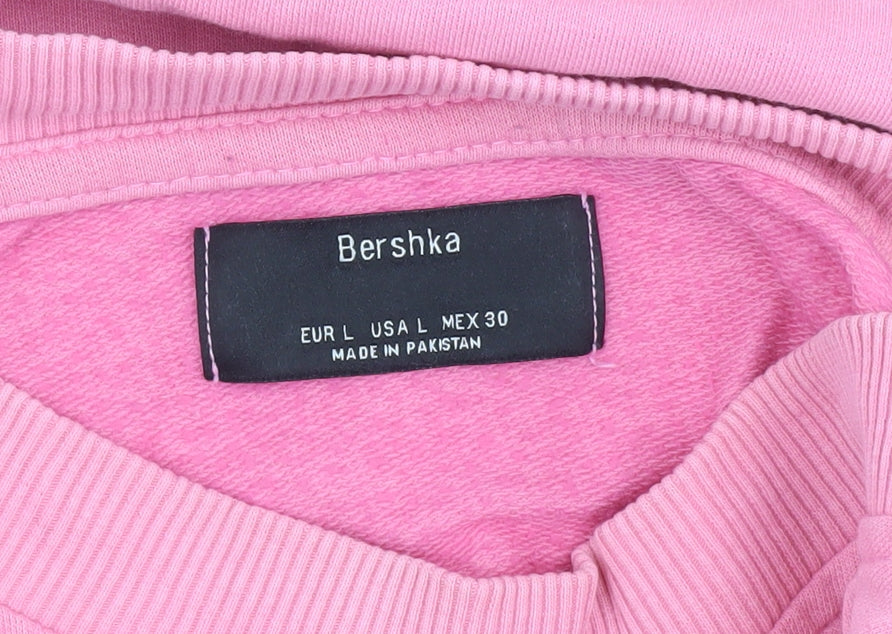 Bershka
EUR L USA L MEX 30
MADE IN PAKISTAN